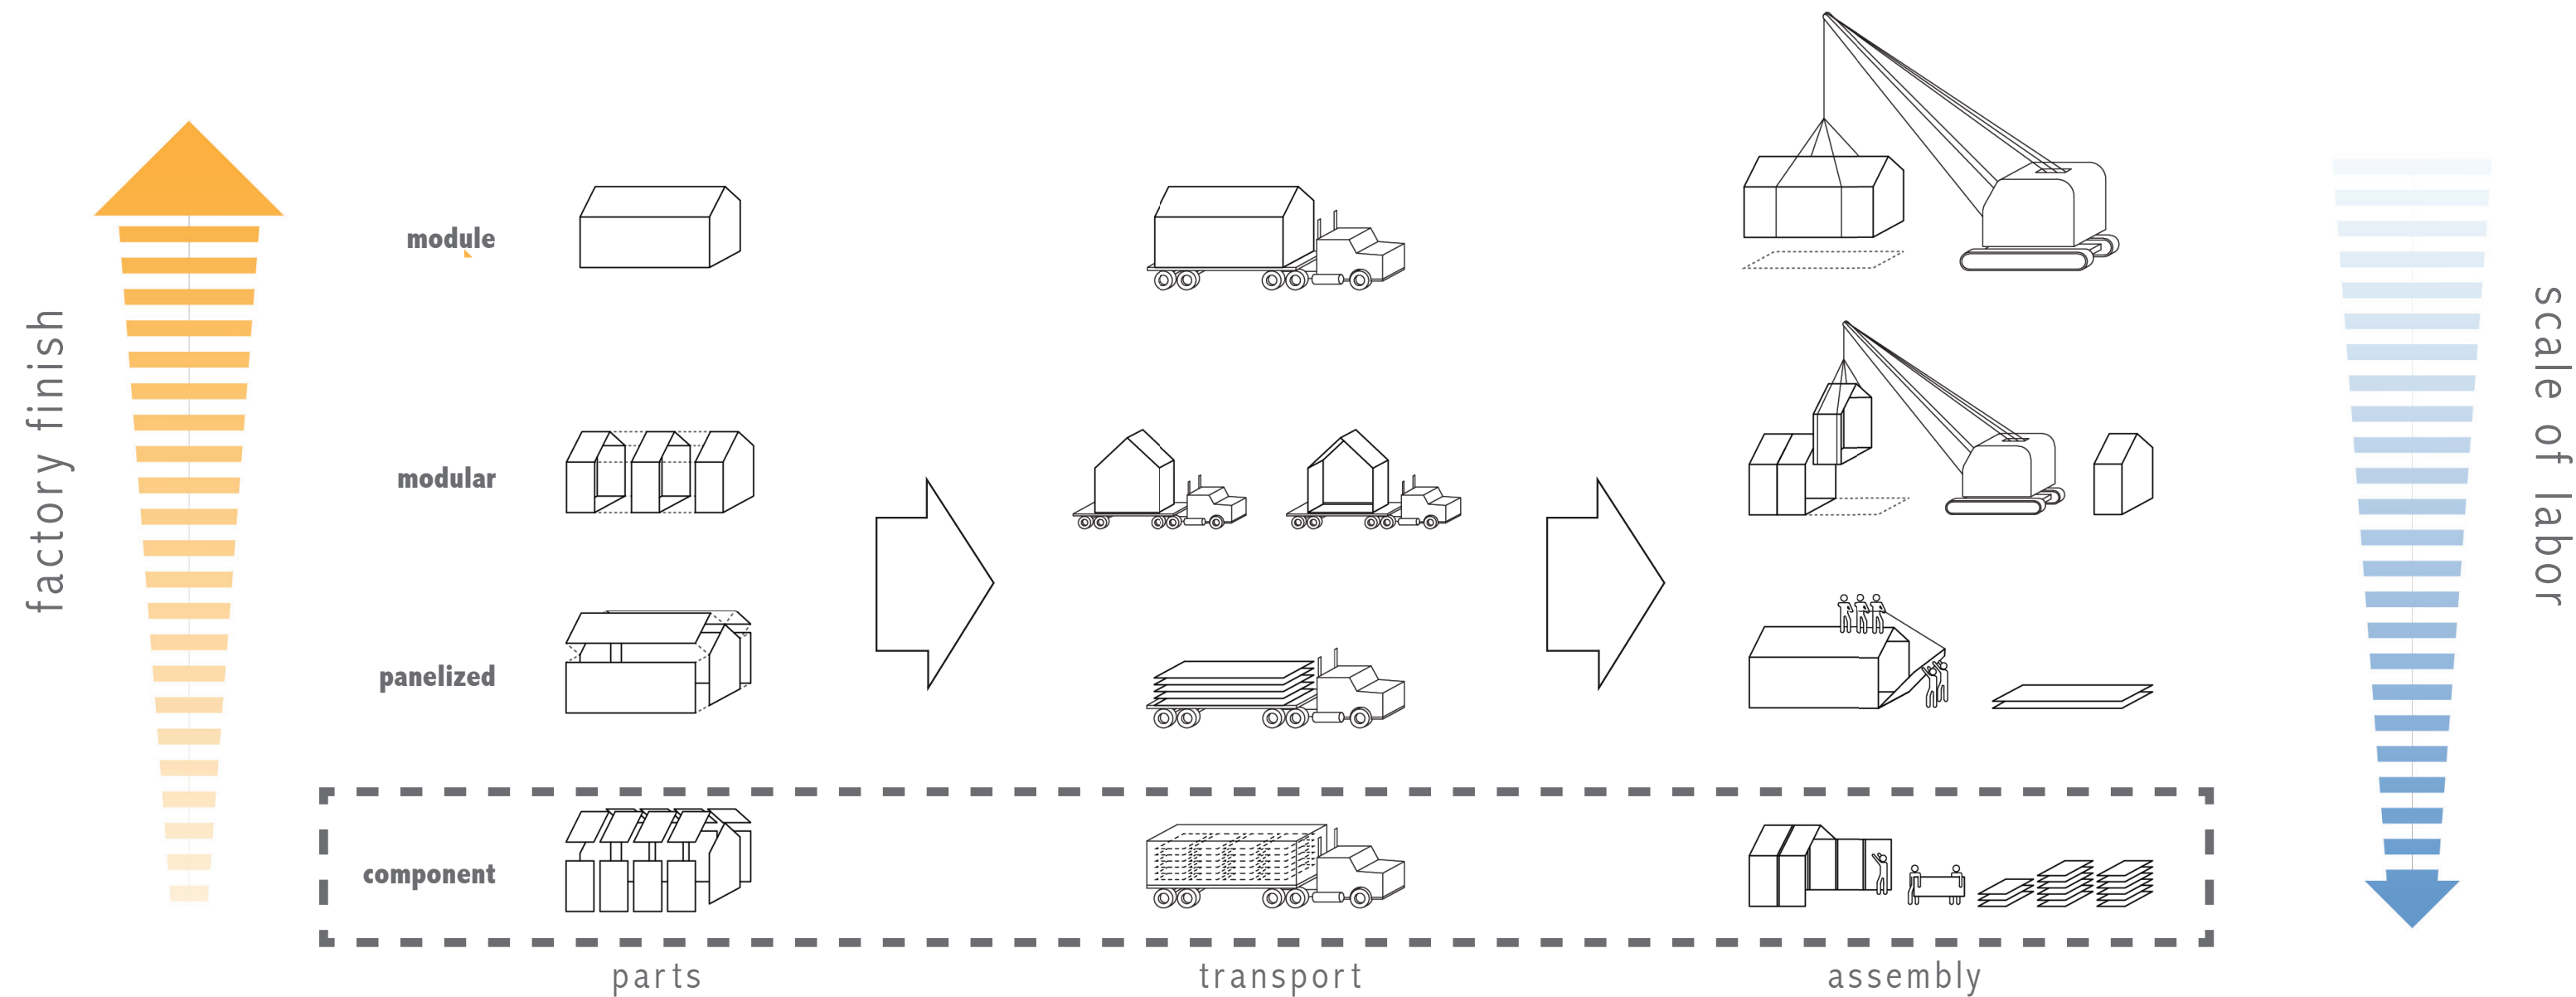 factory finish
module
modular
panelized
component
parts
transport
assembly
scale of labor